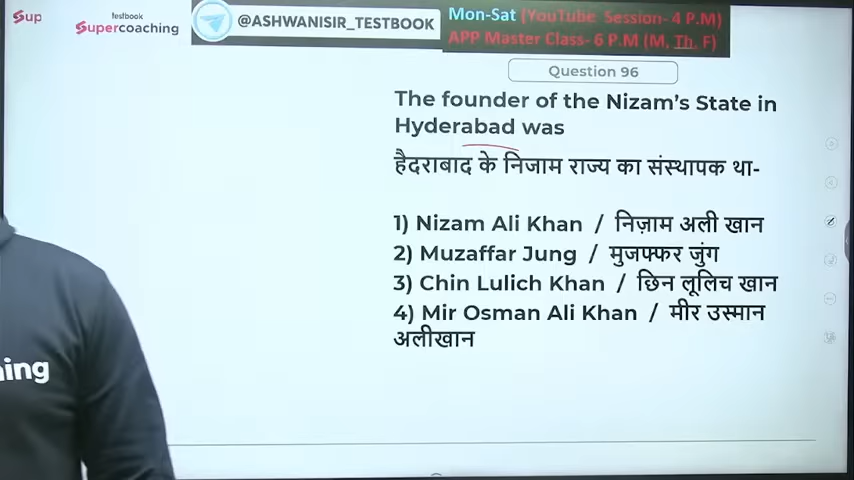 Sup
testbook
Supercoaching
@ASHWANISIR_TESTBOOK
Mon-Sat (YouTube Session- 4 P.M)
APP Master Class- 6 P.M (M, Th, F)
Question 96
The founder of the Nizam's State in
Hyderabad was
हैदराबाद के निजाम राज्य का संस्थापक था-
1) Nizam Ali Khan / निज़ाम अली खान
2) Muzaffar Jung / मुजफ्फर जुंग
3) Chin Lulich Khan / छिन लूलिच खान
4) Mir Osman Ali Khan / मीर उस्मान
अलीखान
ing